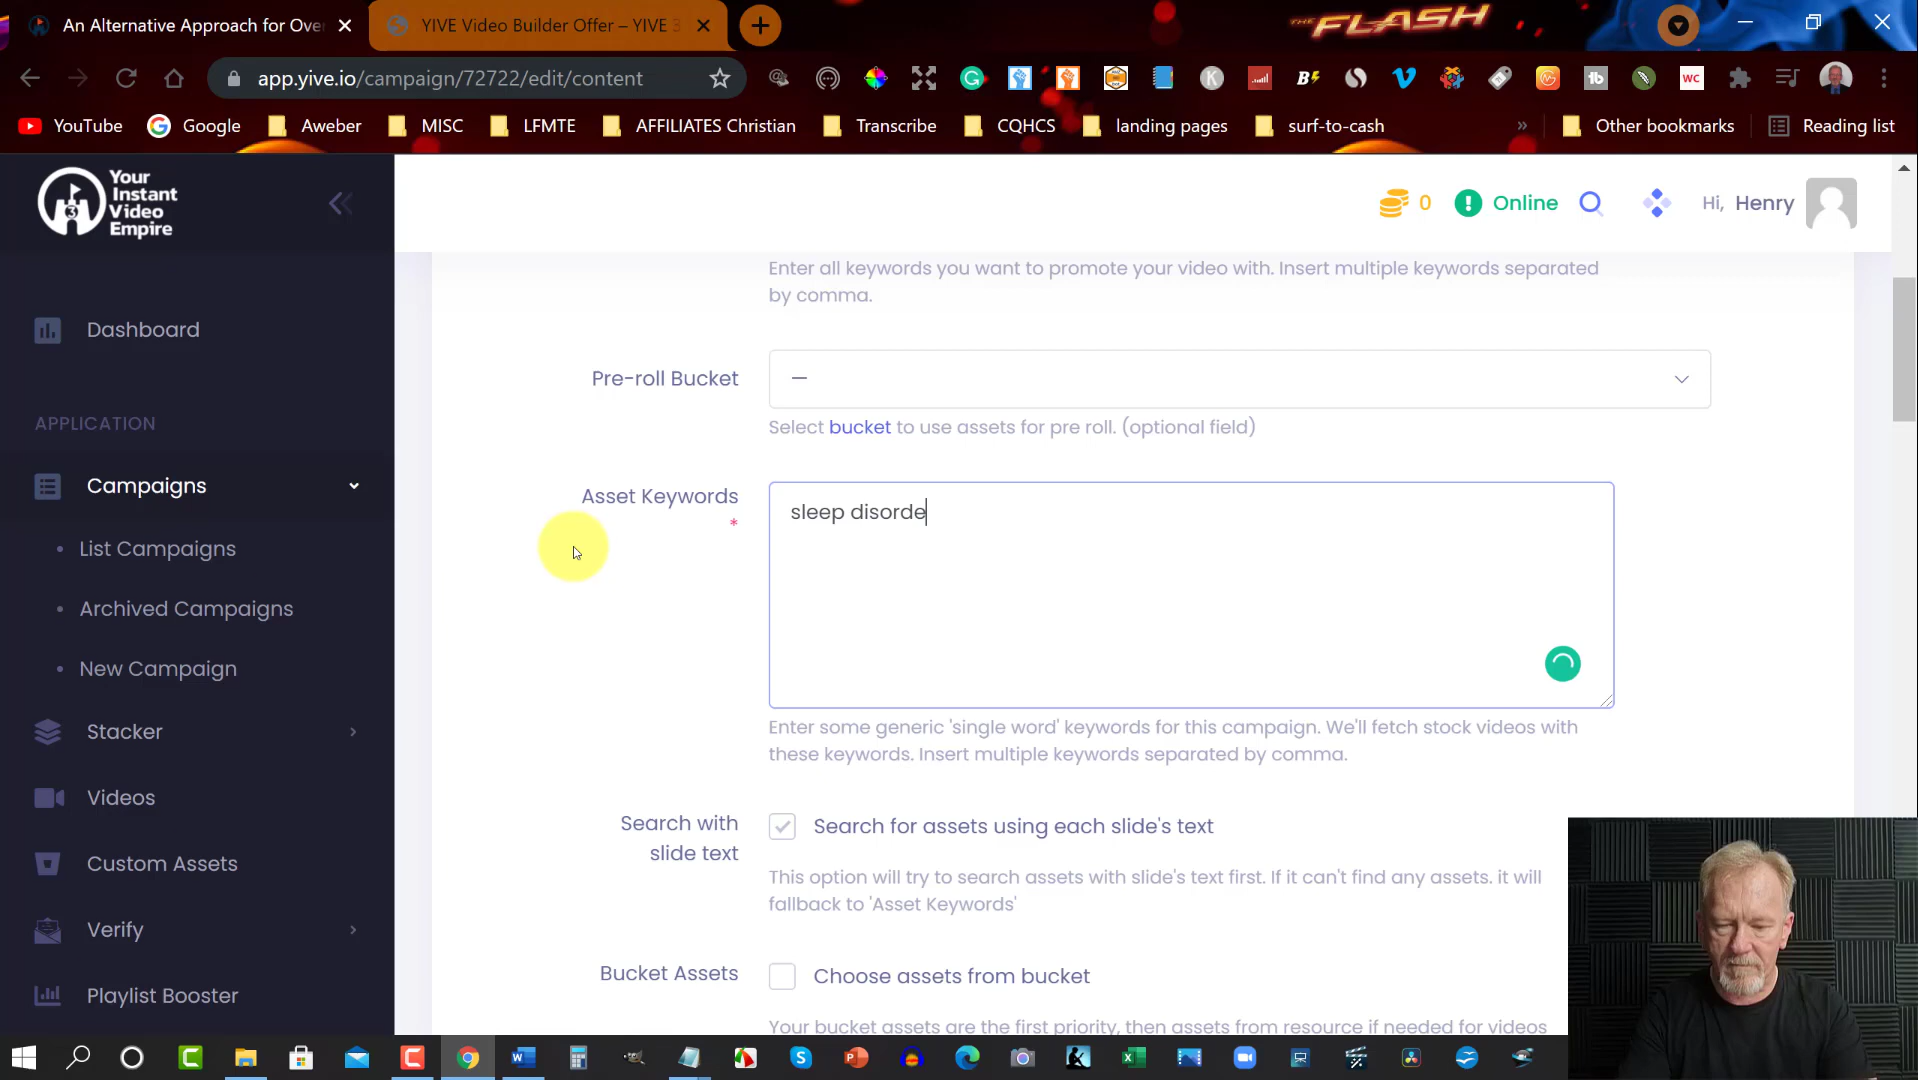 THE FLASH
An Alternative Approach for Over
YIVE Video Builder Offer – YIVE 3
app.yive.io/campaign/72722/edit/content
YouTube Google Aweber MISC LFMTE AFFILIATES Christian Transcribe CQHCS landing pages surf-to-cash » Other bookmarks Reading list
Your
Instant
Video
Empire
3
0 Online Hi, Henry
Dashboard
APPLICATION
Campaigns
List Campaigns
Archived Campaigns
New Campaign
Stacker
Videos
Custom Assets
Verify
Playlist Booster
Enter all keywords you want to promote your video with. Insert multiple keywords separated
by comma.
Pre-roll Bucket —
Select bucket to use assets for pre roll. (optional field)
Asset Keywords
*
sleep disorde
Enter some generic 'single word' keywords for this campaign. We'll fetch stock videos with
these keywords. Insert multiple keywords separated by comma.
Search with
slide text
Search for assets using each slide's text
This option will try to search assets with slide's text first. If it can't find any assets. it will
fallback to 'Asset Keywords'
Bucket Assets Choose assets from bucket
Your bucket assets are the first priority, then assets from resource if needed for videos